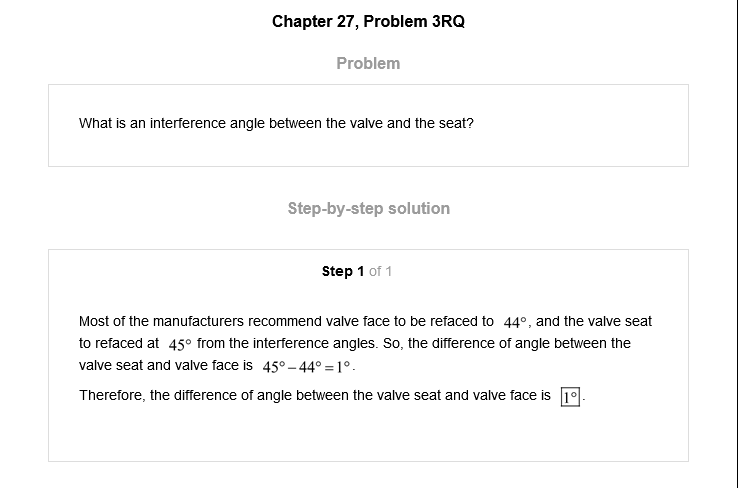 Chapter 27, Problem 3RQ
Problem
What is an interference angle between the valve and the seat?
Step-by-step solution
Step 1 of 1
Most of the manufacturers recommend valve face to be refaced to 44°, and the valve seat
to refaced at 45° from the interference angles. So, the difference of angle between the
valve seat and valve face is 45° – 44° = 1°.
Therefore, the difference of angle between the valve seat and valve face is 1°.